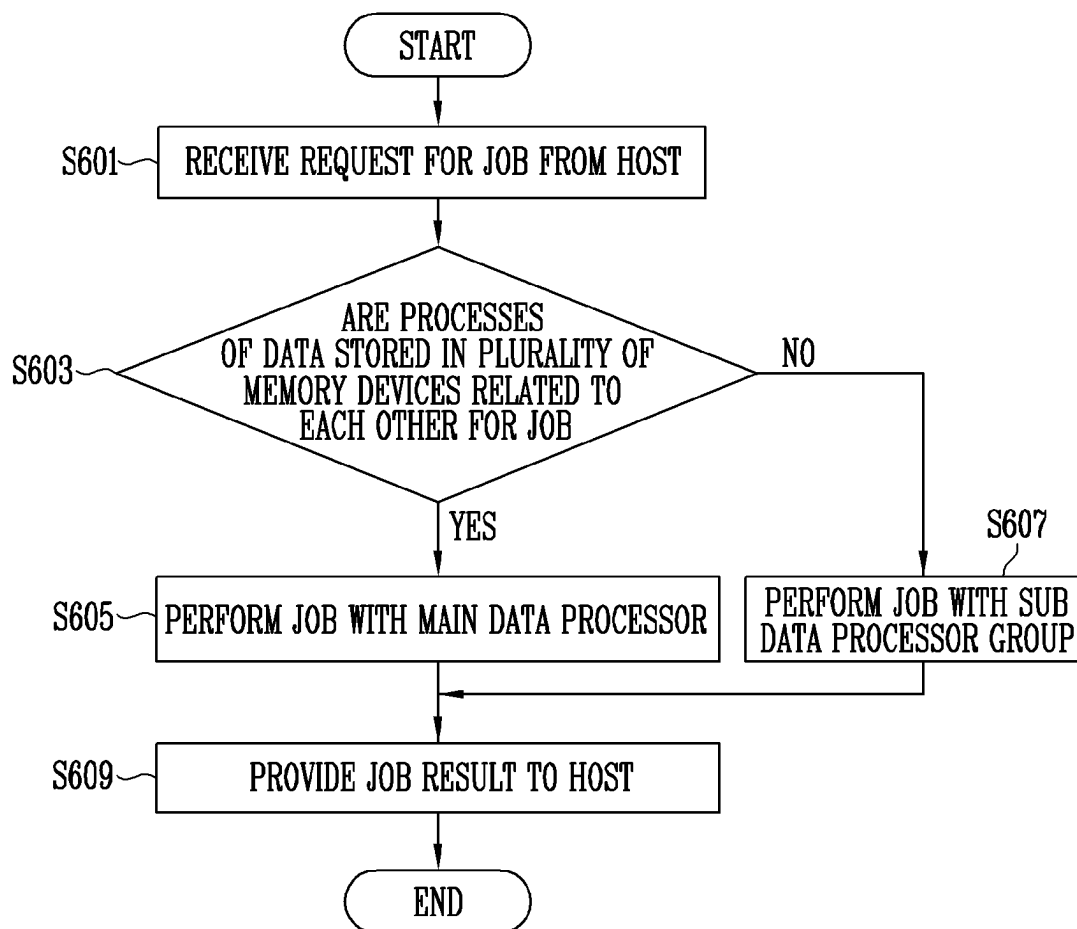 START
S601
RECEIVE REQUEST FOR JOB FROM HOST
S603
ARE PROCESSES
OF DATA STORED IN PLURALITY OF
MEMORY DEVICES RELATED TO
EACH OTHER FOR JOB
NO
YES
S605
PERFORM JOB WITH MAIN DATA PROCESSOR
S607
PERFORM JOB WITH SUB
DATA PROCESSOR GROUP
S609
PROVIDE JOB RESULT TO HOST
END